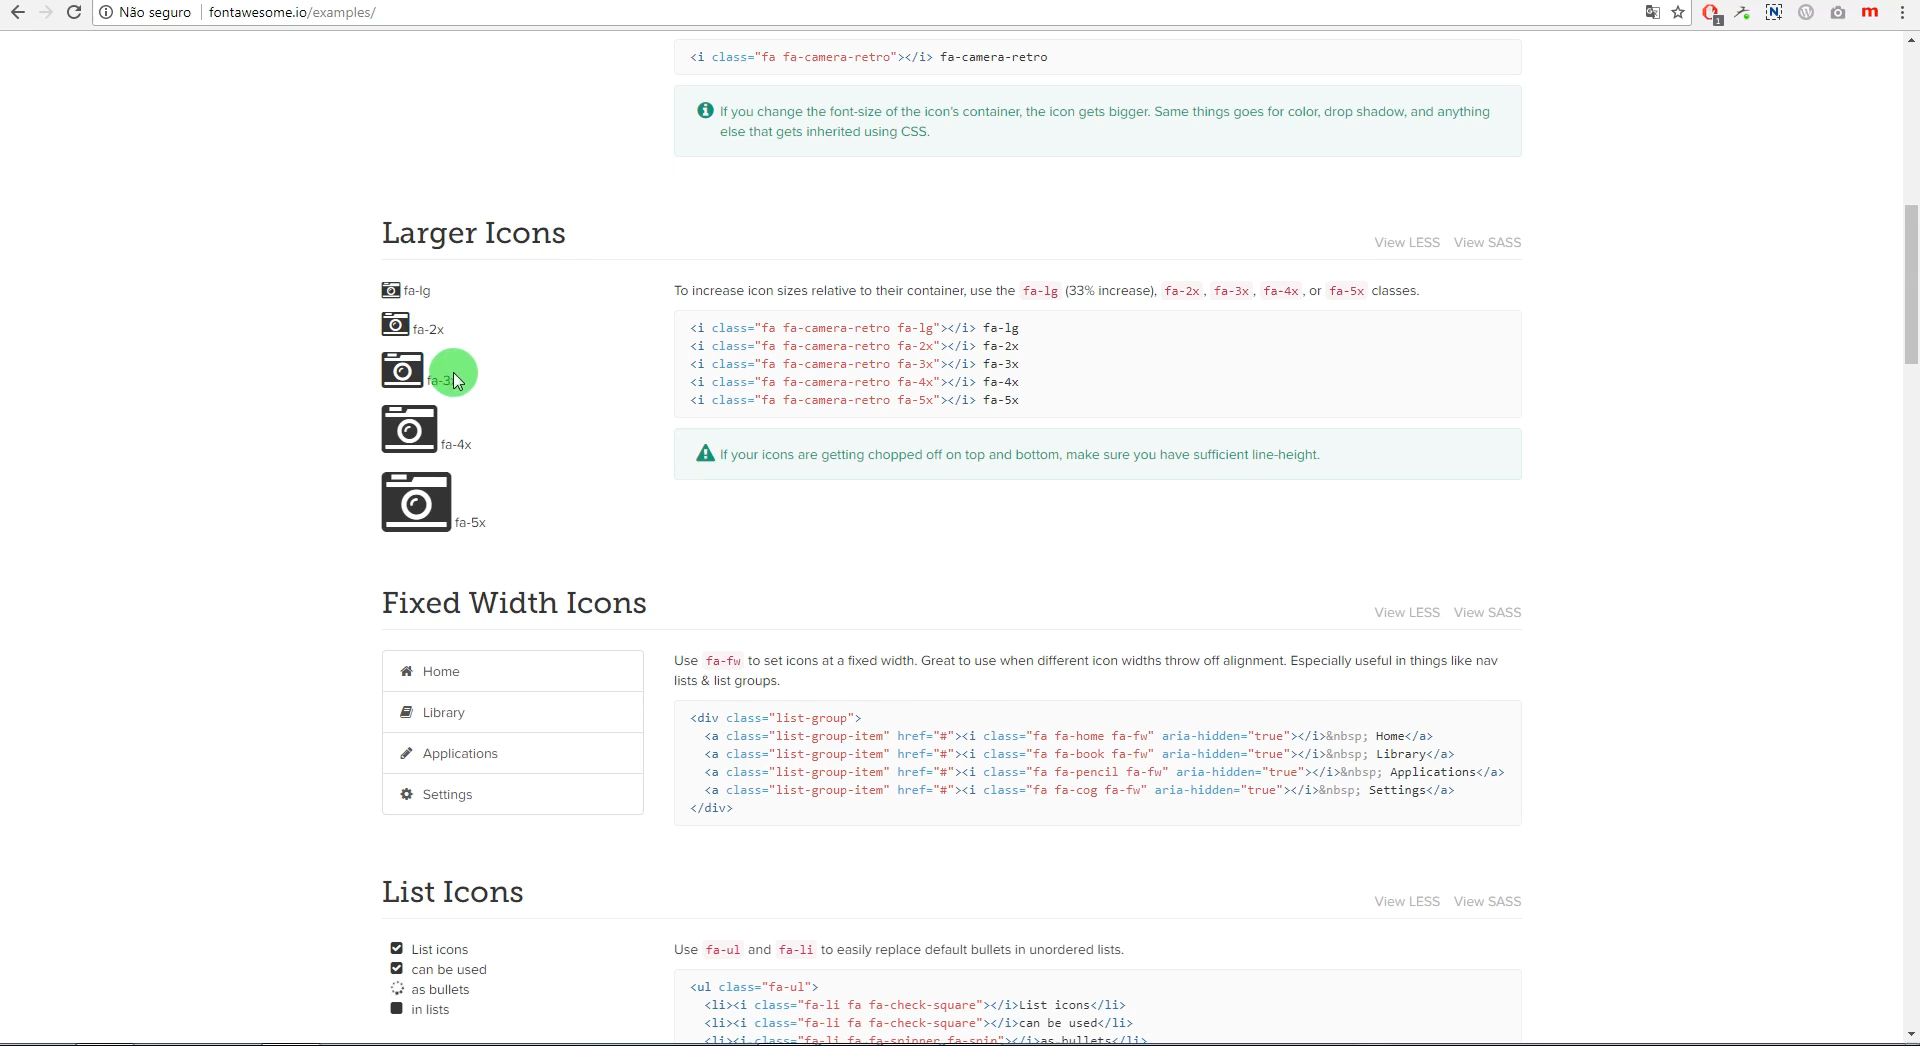 Não seguro fontawesome.io/examples/
1
m
<i class="fa fa-camera-retro"></i> fa-camera-retro
If you change the font-size of the icon's container, the icon gets bigger. Same things goes for color, drop shadow, and anything
else that gets inherited using CSS.
Larger Icons
View LESS View SASS
fa-lg
fa-2x
fa-3
fa-4x
fa-5x
To increase icon sizes relative to their container, use the fa-lg (33% increase), fa-2x, fa-3x, fa-4x, or fa-5x classes.
<i class="fa fa-camera-retro fa-lg"></i> fa-lg
<i class="fa fa-camera-retro fa-2x"></i> fa-2x
<i class="fa fa-camera-retro fa-3x"></i> fa-3x
<i class="fa fa-camera-retro fa-4x"></i> fa-4x
<i class="fa fa-camera-retro fa-5x"></i> fa-5x
If your icons are getting chopped off on top and bottom, make sure you have sufficient line-height.
Fixed Width Icons
View LESS View SASS
Home
Library
Applications
Settings
Use fa-fw to set icons at a fixed width. Great to use when different icon widths throw off alignment. Especially useful in things like nav
lists & list groups.
<div class="list-group">
<a class="list-group-item" href="#"><i class="fa fa-home fa-fw" aria-hidden="true"></i>&nbsp; Home</a>
<a class="list-group-item" href="#"><i class="fa fa-book fa-fw" aria-hidden="true"></i>&nbsp; Library</a>
<a class="list-group-item" href="#"><i class="fa fa-pencil fa-fw" aria-hidden="true"></i>&nbsp; Applications</a>
<a class="list-group-item" href="#"><i class="fa fa-cog fa-fw" aria-hidden="true"></i>&nbsp; Settings</a>
</div>
List Icons
View LESS View SASS
List icons
can be used
as bullets
in lists
Use fa-ul and fa-li to easily replace default bullets in unordered lists.
<ul class="fa-ul">
<li><i class="fa-li fa fa-check-square"></i>List icons</li>
<li><i class="fa-li fa fa-check-square"></i>can be used</li>
<li><i class="fa-li fa fa-spinner fa-spin"></i>as bullets</li>